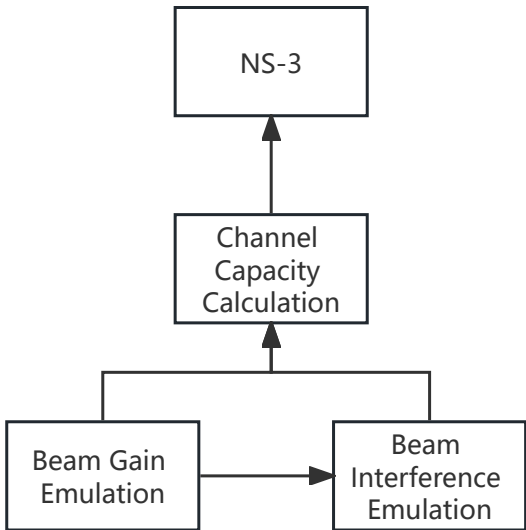 NS-3
Channel
Capacity
Calculation
Beam Gain
Emulation
Beam
Interference
Emulation